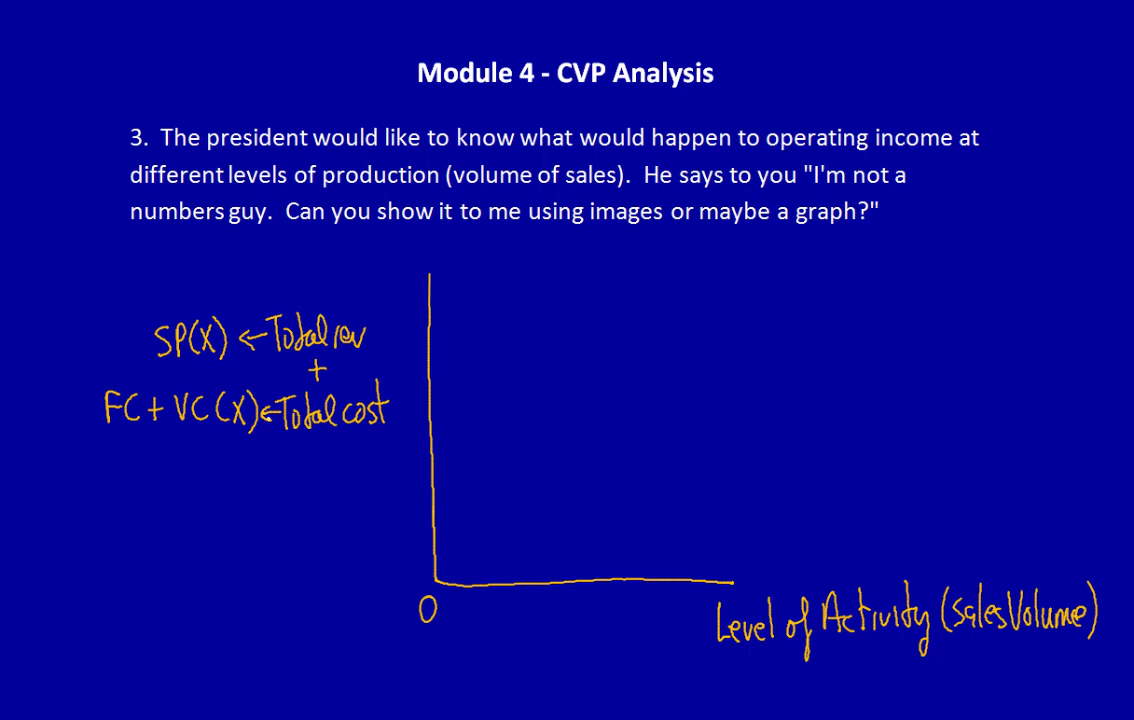 Module 4 - CVP Analysis
3. The president would like to know what would happen to operating income at
different levels of production (volume of sales). He says to you "I'm not a
numbers guy. Can you show it to me using images or maybe a graph?"
SP(X) ← Total rev
+
FC + VC(X) ← Total cost
0
Level of Activity (Sales Volume)